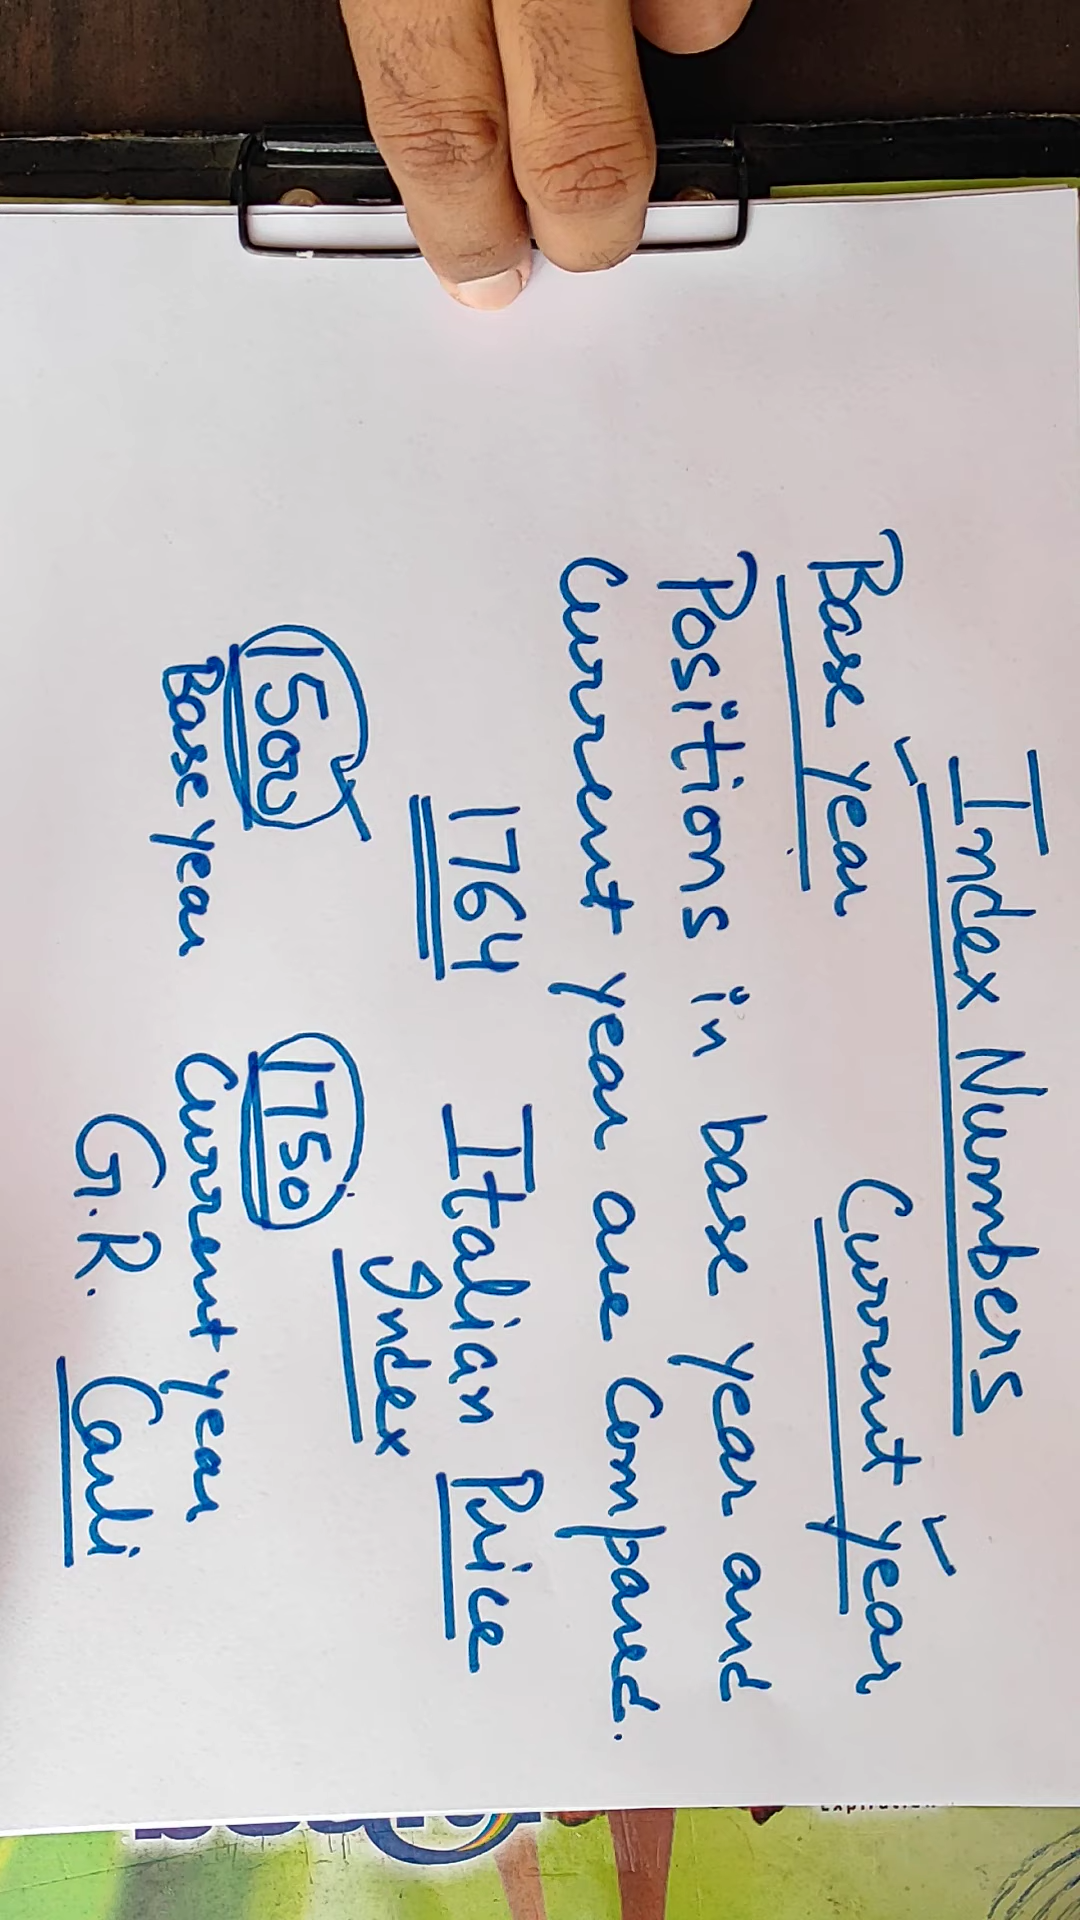 Index Numbers
Base year Current year
Positions in base year and
Current year are Compared.
1764 Italian Price
Index
1500 1750
Base year Current year
G.R. Carli